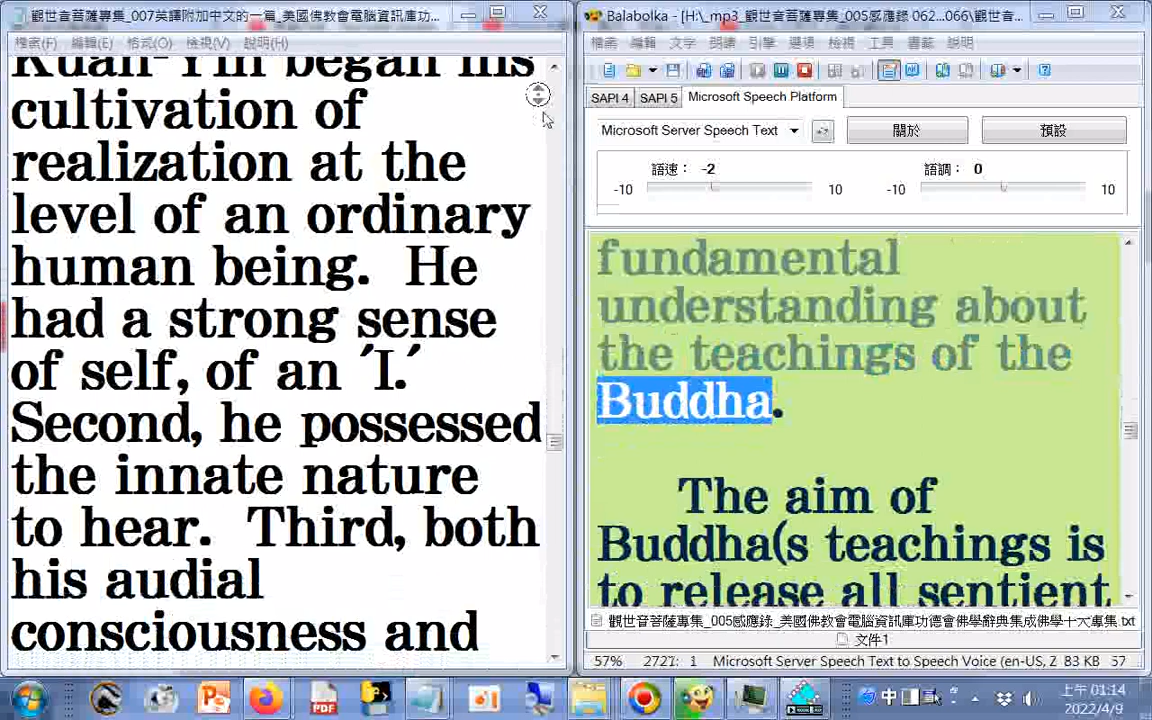 觀世音菩薩專集_007英譯附加中文的一篇_美國佛教會電腦資訊庫功...
檔案(F) 編輯(E) 格式(O) 檢視(V) 說明(H)
Kuan-Yin began his
cultivation of
realization at the
level of an ordinary
human being. He
had a strong sense
of self, of an ´I.´
Second, he possessed
the innate nature
to hear. Third, both
his audial
consciousness and
Balabolka - [H:\_mp3_觀世音菩薩專集_005感應錄 062...066\觀世音...
檔案 編輯 文字 朗讀 引擎 選項 檢視 工具 書籤 說明
SAPI 4 SAPI 5 Microsoft Speech Platform
Microsoft Server Speech Text 關於 預設
語速： -2 語調： 0
-10 10 -10 10
fundamental
understanding about
the teachings of the
Buddha.
The aim of
Buddha(s teachings is
to release all sentient
觀世音菩薩專集_005感應錄_美國佛教會電腦資訊庫功德會佛學辭典集成佛學十大專集.txt
文件1
57% 2721: 1 Microsoft Server Speech Text to Speech Voice (en-US, Z 83 KB 57
中
上午 01:14
2022/4/9